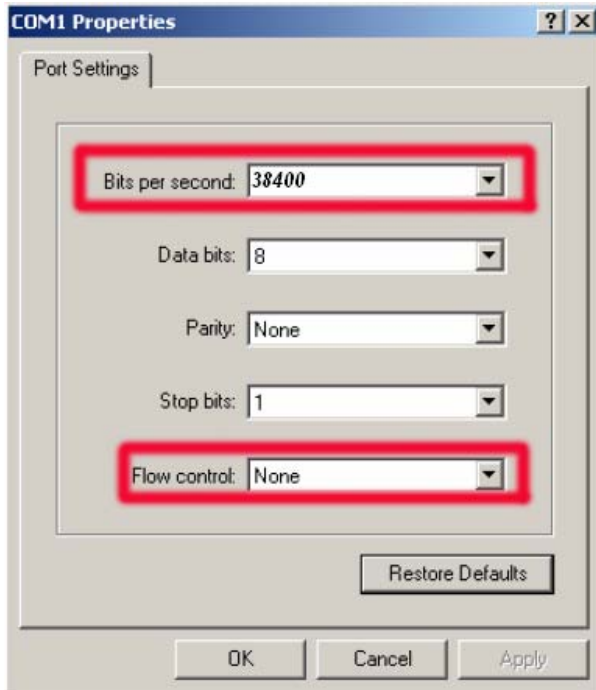 COM1 Properties
Port Settings
Bits per second: 38400
Data bits: 8
Parity: None
Stop bits: 1
Flow control: None
Restore Defaults
OK Cancel Apply